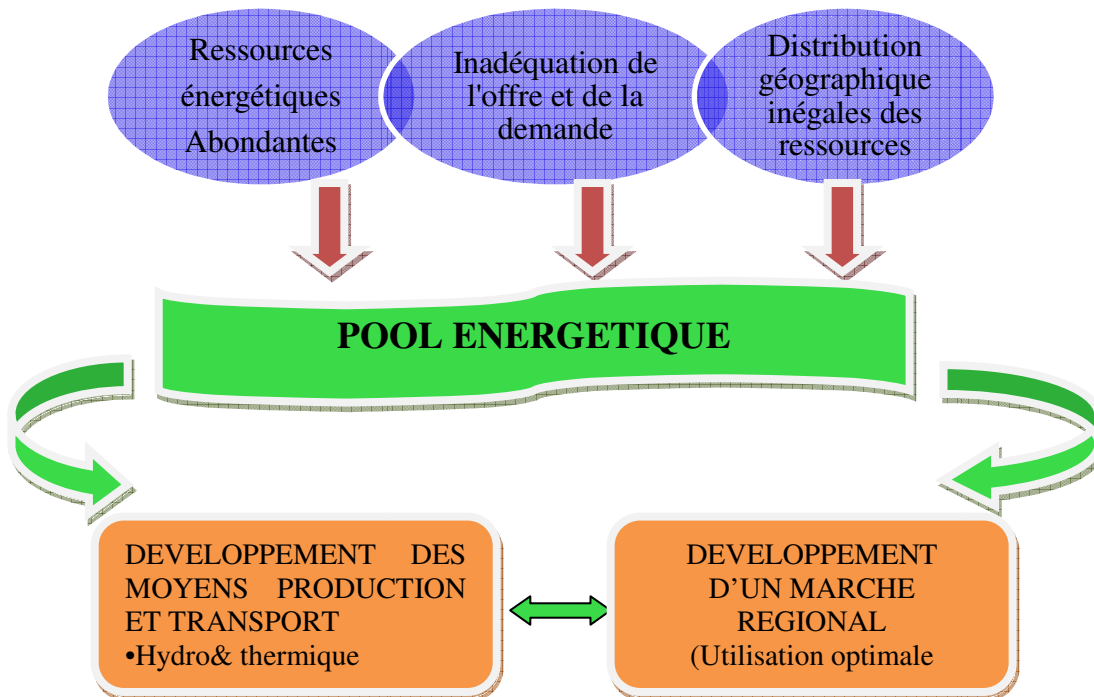 Ressources
énergétiques
Abondantes
Inadéquation de
l'offre et de la
demande
Distribution
géographique
inégales des
ressources
POOL ENERGETIQUE
DEVELOPPEMENT DES
MOYENS PRODUCTION
ET TRANSPORT
•Hydro& thermique
DEVELOPPEMENT
D’UN MARCHE
REGIONAL
(Utilisation optimale